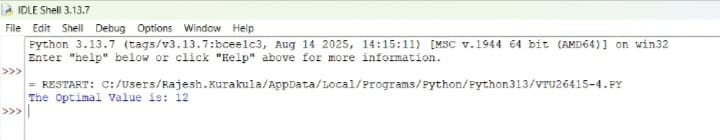 IDLE Shell 3.13.7
File Edit Shell Debug Options Window Help
Python 3.13.7 (tags/v3.13.7:bcee1c3, Aug 14 2025, 14:15:11) [MSC v.1944 64 bit (AMD64)] on win32
Enter "help" below or click "Help" above for more information.
>>>
= RESTART: C:/Users/Rajesh.Kurakula/AppData/Local/Programs/Python/Python313/VTU26415-4.PY
The Optimal Value is: 12
>>>